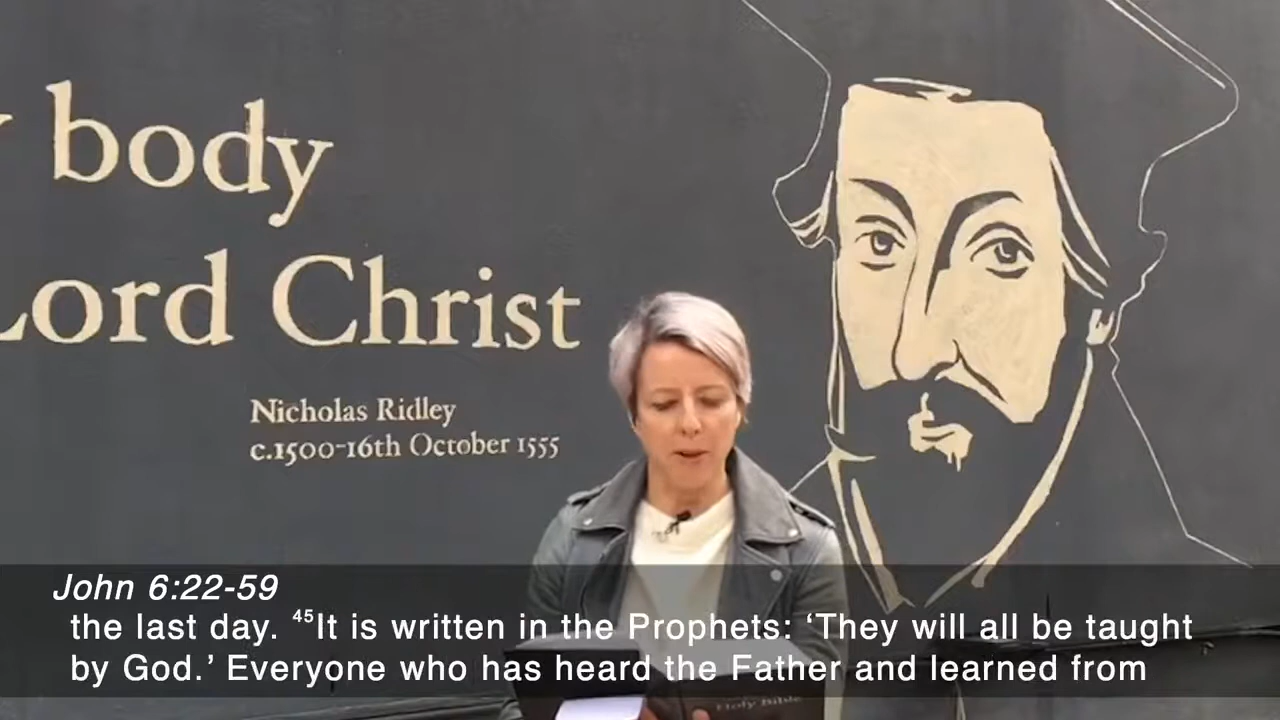 body
Lord Christ
Nicholas Ridley
c.1500-16th October 1555
John 6:22-59
the last day. ⁴⁵It is written in the Prophets: ‘They will all be taught
by God.’ Everyone who has heard the Father and learned from
Holy Bible